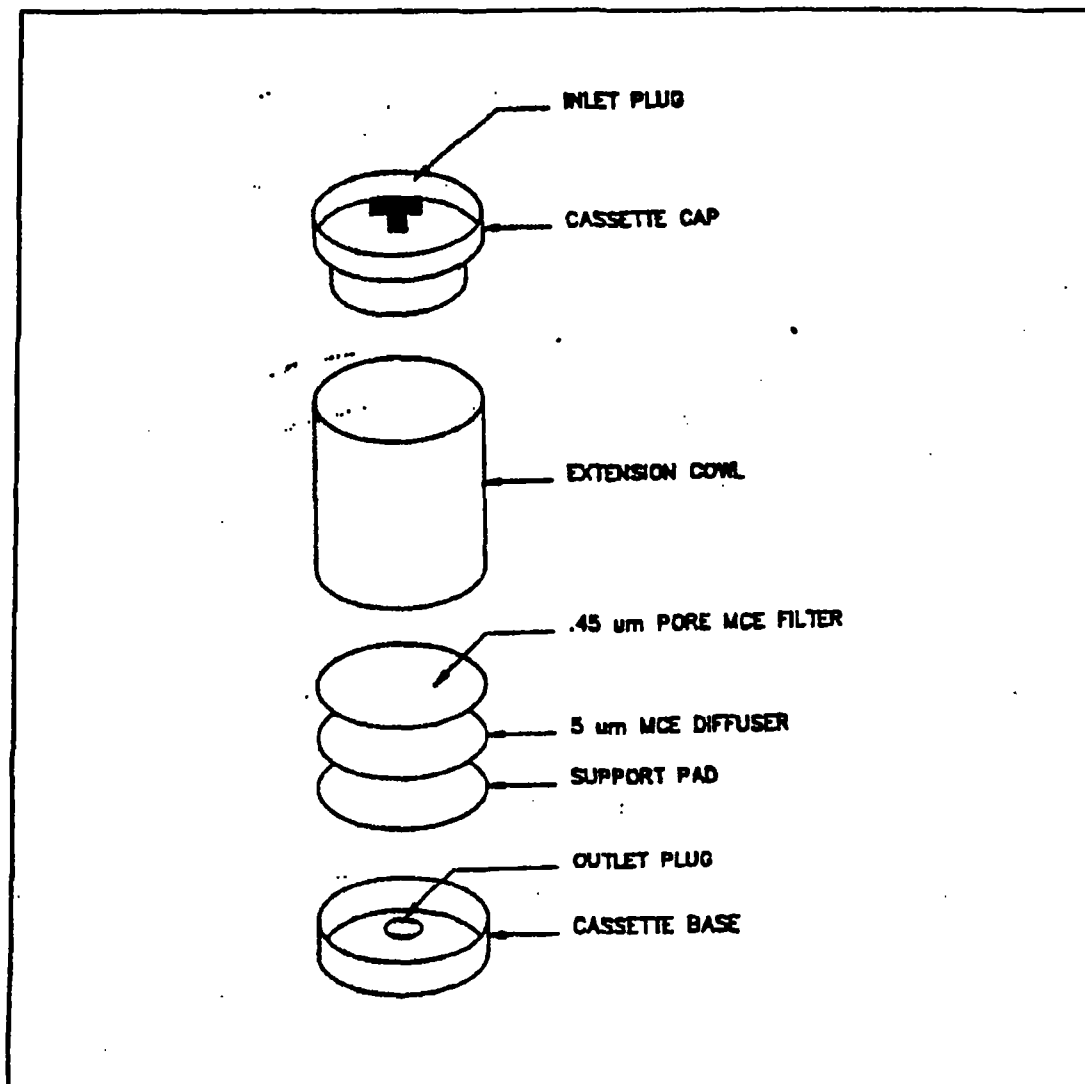 INLET PLUG
CASSETTE CAP
EXTENSION COWL
.45 um PORE MCE FILTER
5 um MCE DIFFUSER
SUPPORT PAD
OUTLET PLUG
CASSETTE BASE